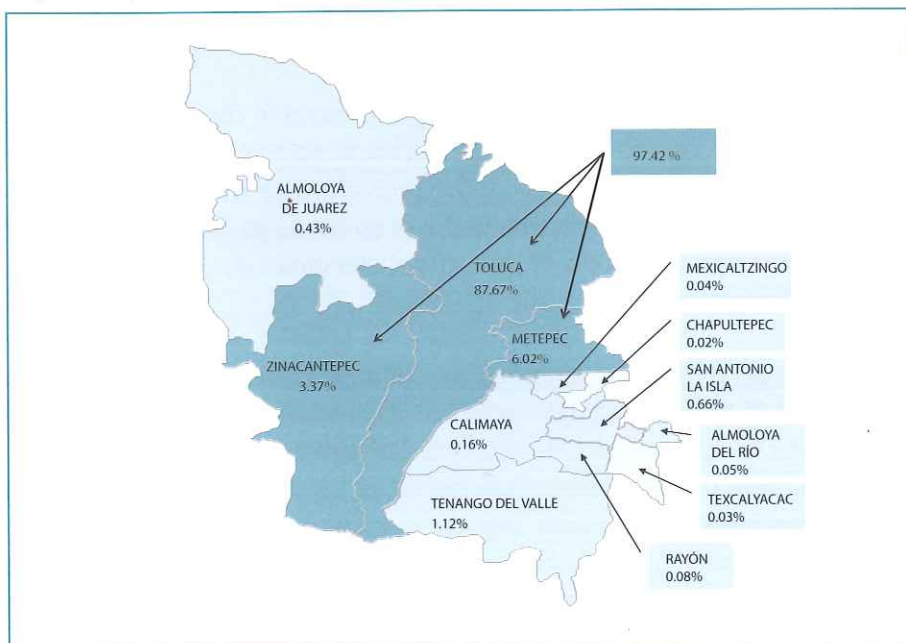 97.42 %
ALMOLOYA
DE JUAREZ
0.43%
TOLUCA
87.67%
MEXICALTZINGO
0.04%
CHAPULTEPEC
0.02%
METEPEC
6.02%
ZINACANTEPEC
3.37%
SAN ANTONIO
LA ISLA
0.66%
CALIMAYA
0.16%
ALMOLOYA
DEL RÍO
0.05%
TENANGO DEL VALLE
1.12%
TEXCALYACAC
0.03%
RAYÓN
0.08%